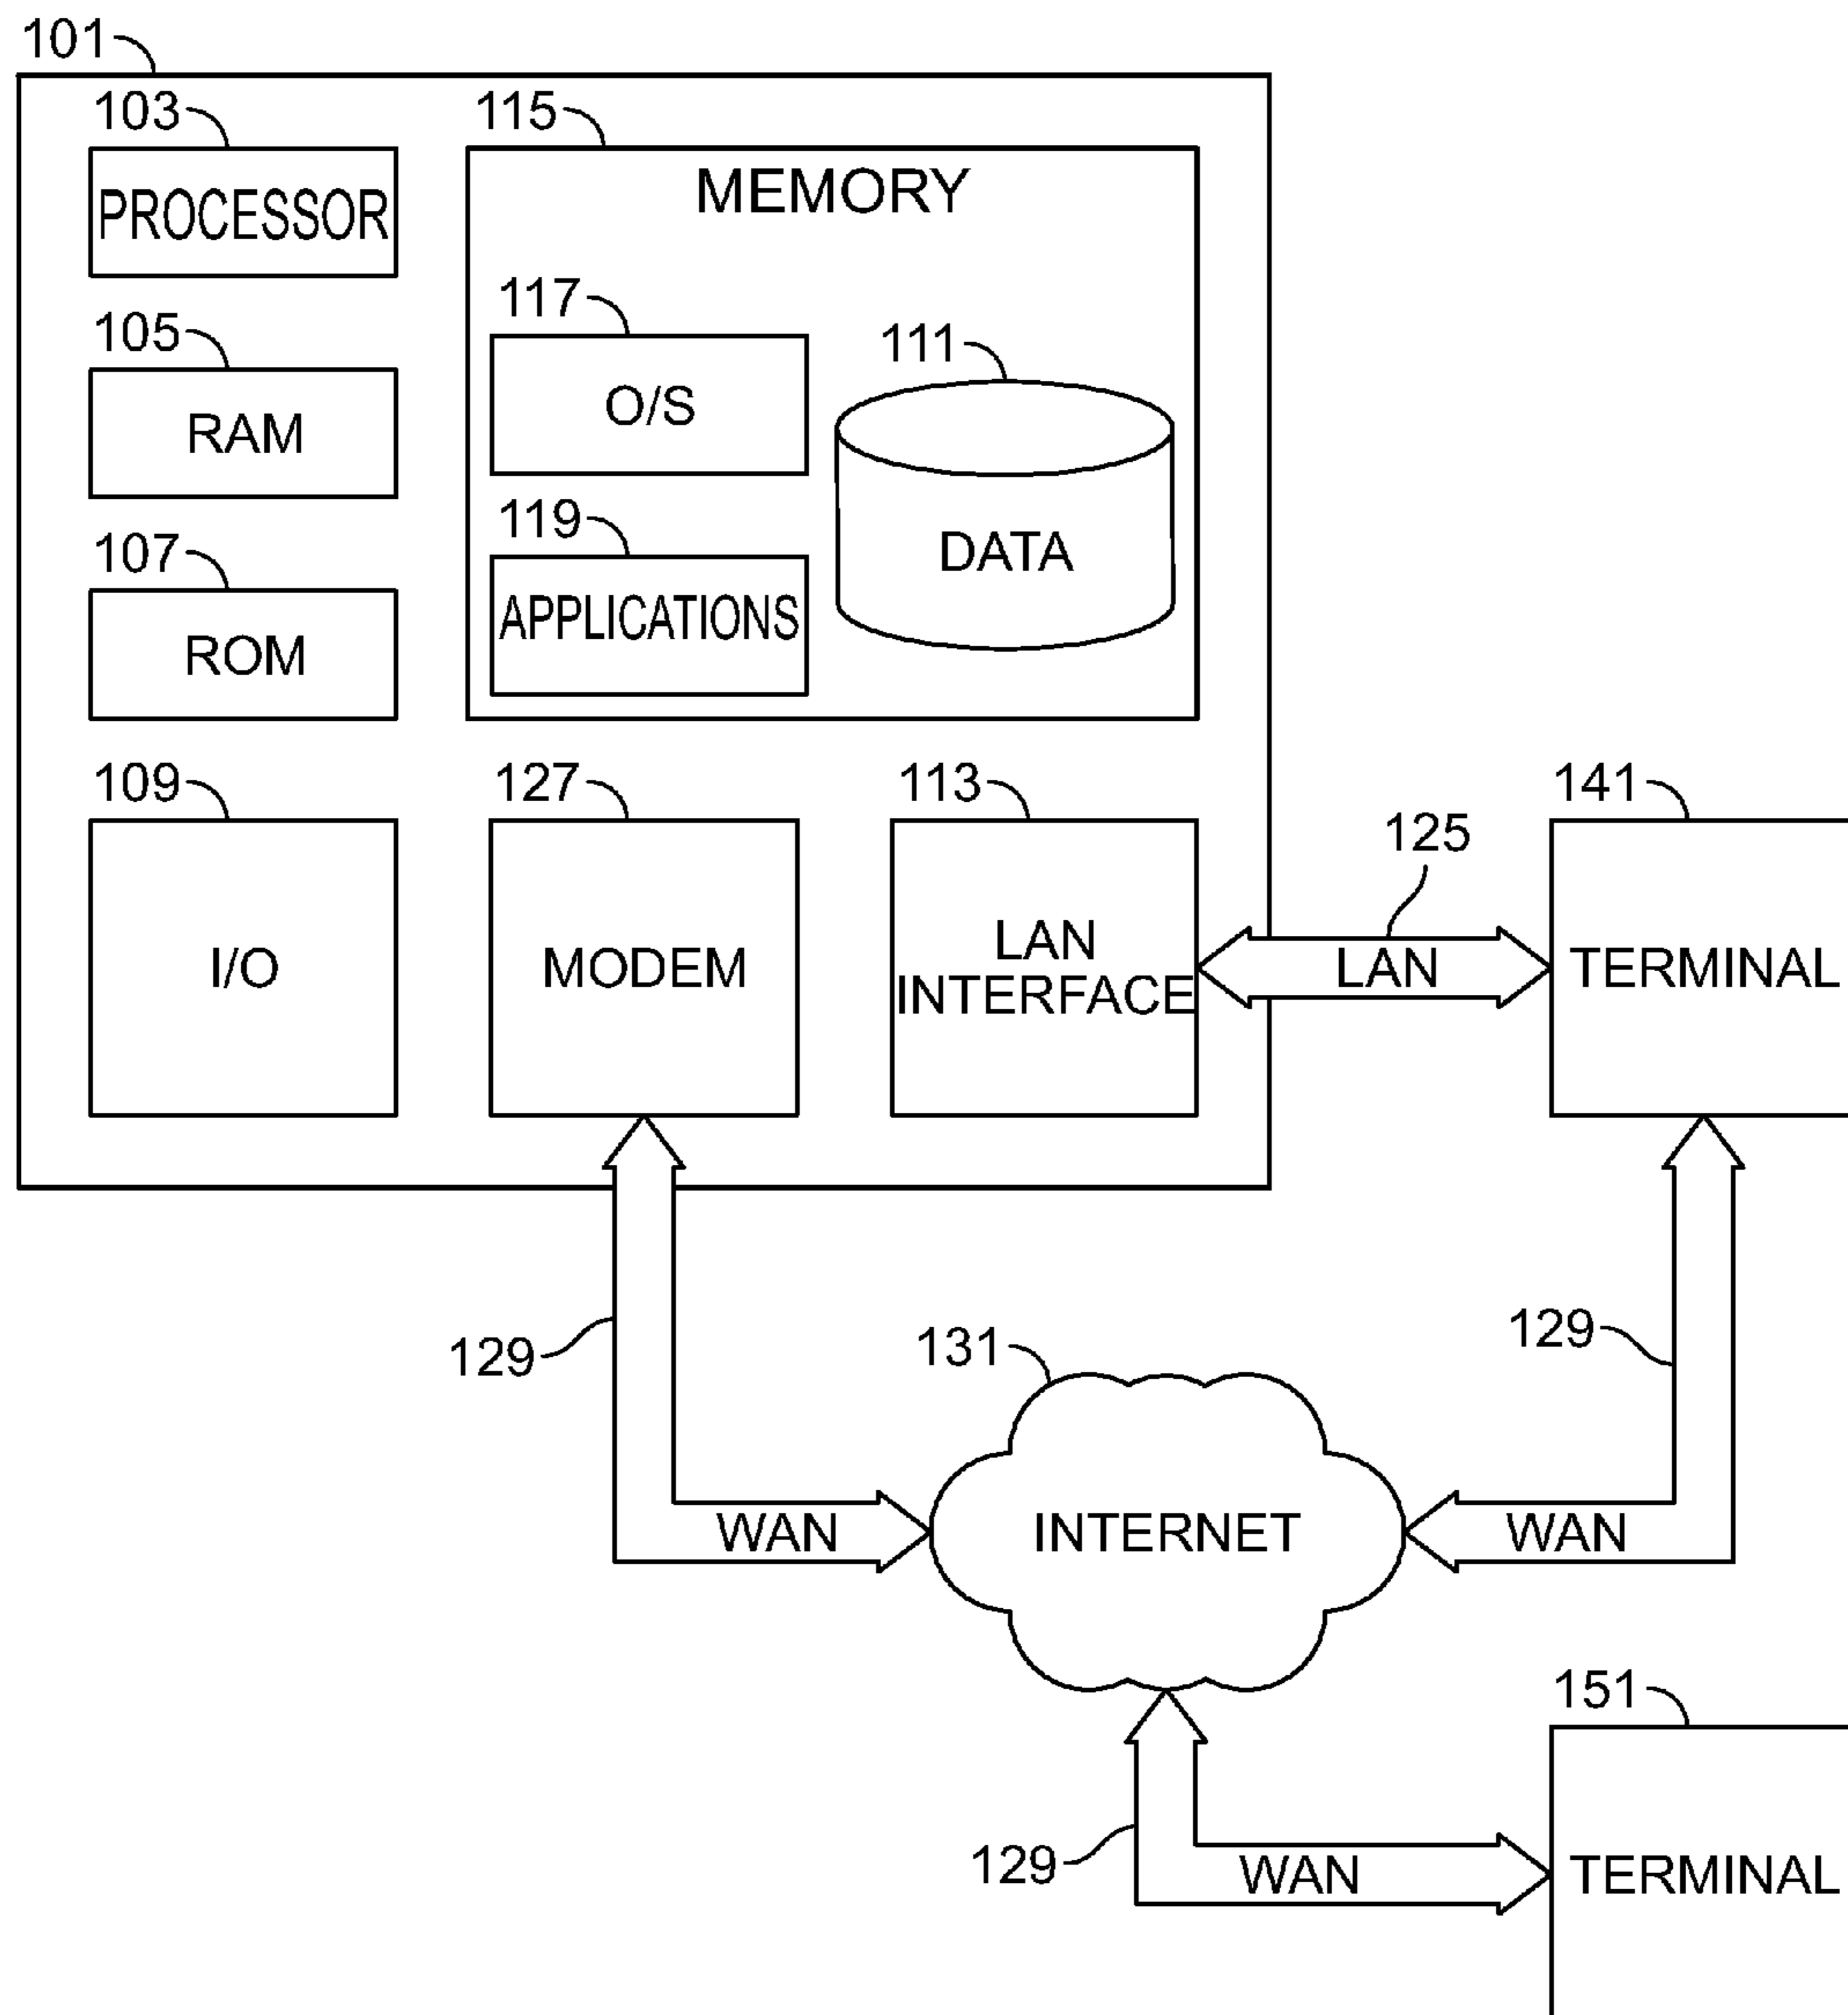 101
103
PROCESSOR
115
MEMORY
105
RAM
117
O/S
111
DATA
107
ROM
119
APPLICATIONS
109
I/O
127
MODEM
113
LAN
INTERFACE
125
LAN
141
TERMINAL
129
WAN
131
INTERNET
129
WAN
129
WAN
151
TERMINAL